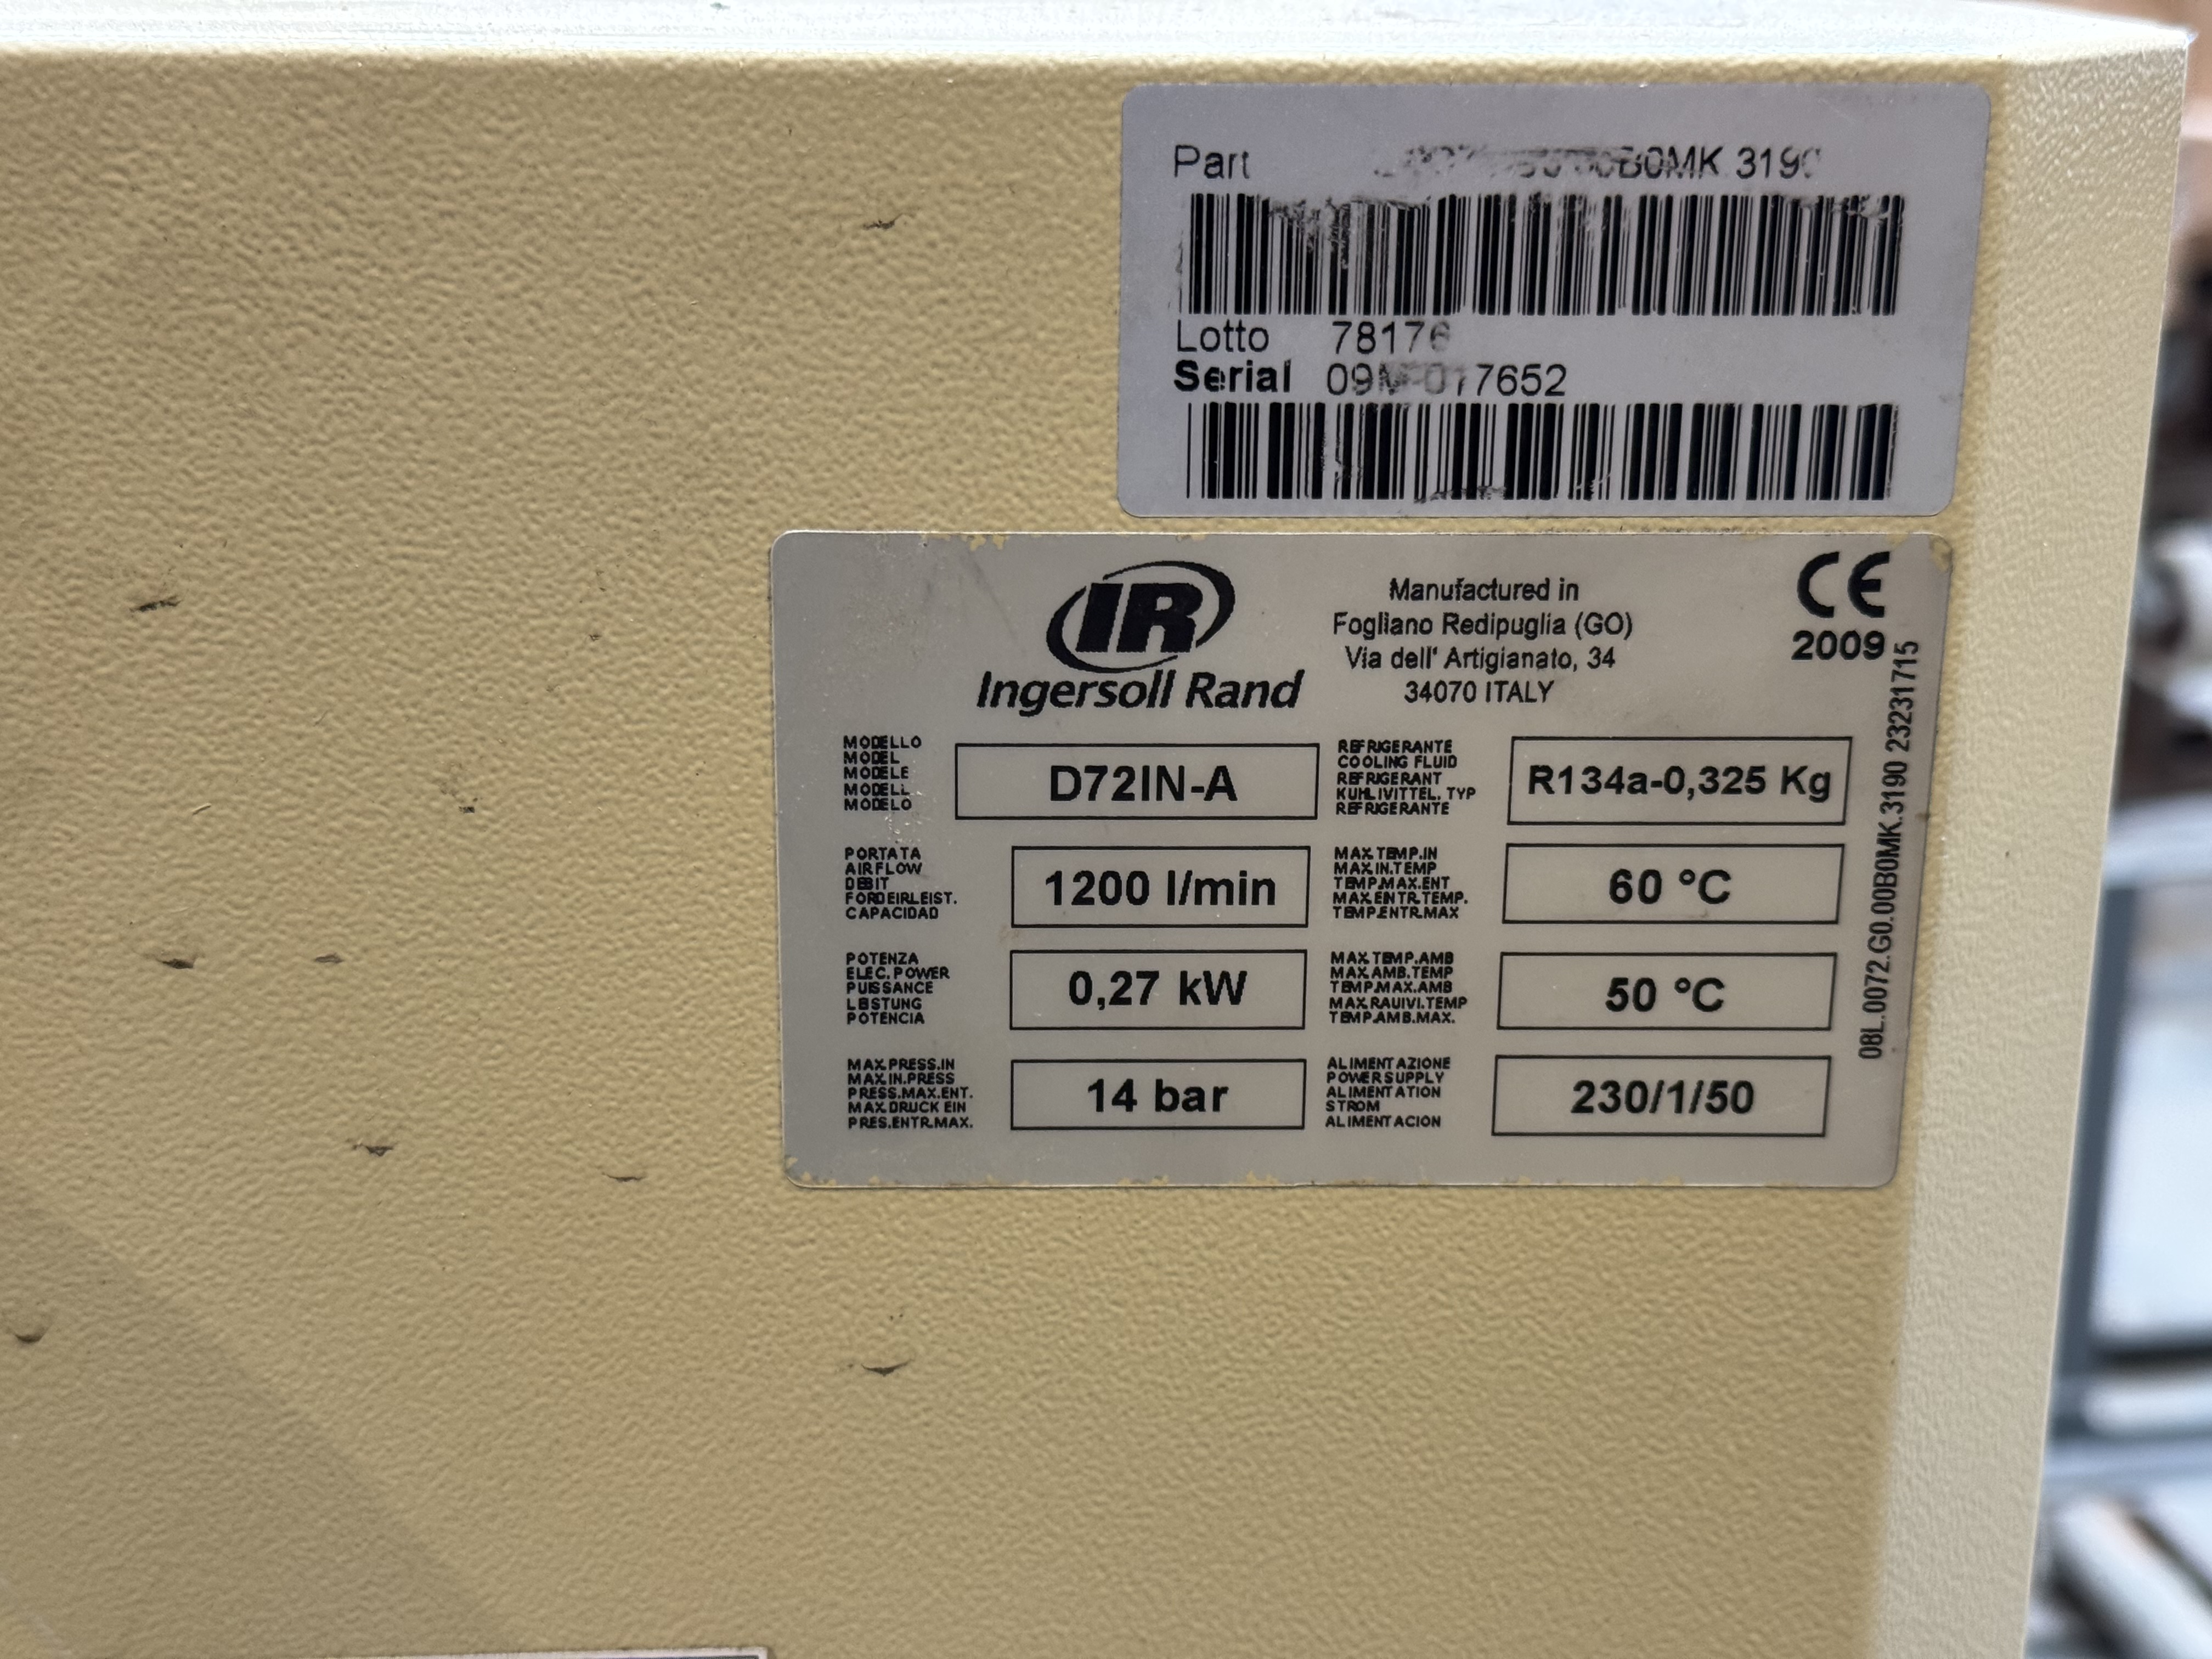 Part 3190
Lotto 78176
Serial
IR
Ingersoll Rand
Manufactured in
Fogliano Redipuglia (GO)
Via dell' Artigianato, 34
34070 ITALY
CE
2009
08L.0072.G0.00B0MK.3190 23231715
MODELLO
MODEL
MODELE
MODELL
MODELO
D72IN-A
REFRIGERANTE
COOLING FLUID
REFRIGERANT
KUHLIVITTEL. TYP
REFRIGERANTE
R134a-0,325 Kg
PORTATA
AIRFLOW
DEBIT
FORDEIRLEIST.
CAPACIDAD
1200 l/min
MAX.TEMP.IN
MAX.IN.TEMP
TEMP.MAX.ENT
MAX.ENTR.TEMP.
TEMP.ENTR.MAX
60 °C
POTENZA
ELEC.POWER
PUISSANCE
LEISTUNG
POTENCIA
0,27 kW
MAX.TEMP.AMB
MAX.AMB.TEMP
TEMP.MAX.AMB
MAX.RAUIVI.TEMP
TEMP.AMB.MAX.
50 °C
MAX.PRESS.IN
MAX.IN.PRESS
PRESS.MAX.ENT.
MAX.DRUCK EIN
PRES.ENTR.MAX.
14 bar
ALIMENTAZIONE
POWER SUPPLY
ALIMENTATION
STROM
ALIMENTACION
230/1/50